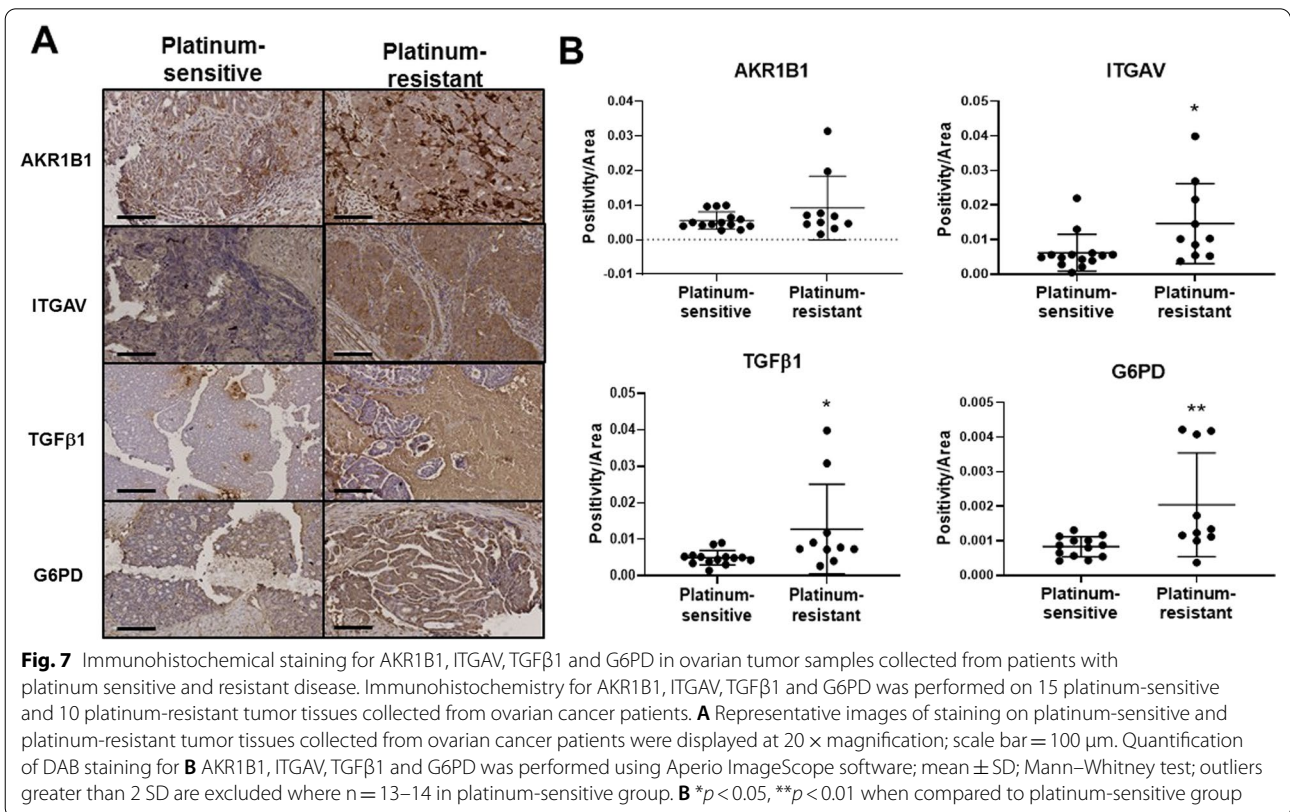 A
Platinum-
sensitive
Platinum-
resistant
AKR1B1
ITGAV
TGFβ1
G6PD
B
AKR1B1
Positivity/Area
0.04
0.03
0.02
0.01
0.00
-0.01
Platinum-
sensitive
Platinum-
resistant
ITGAV
*
Positivity/Area
0.05
0.04
0.03
0.02
0.01
0.00
Platinum-
sensitive
Platinum-
resistant
TGFβ1
*
Positivity/Area
0.05
0.04
0.03
0.02
0.01
0.00
Platinum-
sensitive
Platinum-
resistant
G6PD
**
Positivity/Area
0.005
0.004
0.003
0.002
0.001
0.000
Platinum-
sensitive
Platinum-
resistant
Fig. 7 Immunohistochemical staining for AKR1B1, ITGAV, TGFβ1 and G6PD in ovarian tumor samples collected from patients with
platinum sensitive and resistant disease. Immunohistochemistry for AKR1B1, ITGAV, TGFβ1 and G6PD was performed on 15 platinum-sensitive
and 10 platinum-resistant tumor tissues collected from ovarian cancer patients. A Representative images of staining on platinum-sensitive and
platinum-resistant tumor tissues collected from ovarian cancer patients were displayed at 20 × magnification; scale bar = 100 μm. Quantification
of DAB staining for B AKR1B1, ITGAV, TGFβ1 and G6PD was performed using Aperio ImageScope software; mean ± SD; Mann–Whitney test; outliers
greater than 2 SD are excluded where n = 13–14 in platinum-sensitive group. B *p < 0.05, **p < 0.01 when compared to platinum-sensitive group